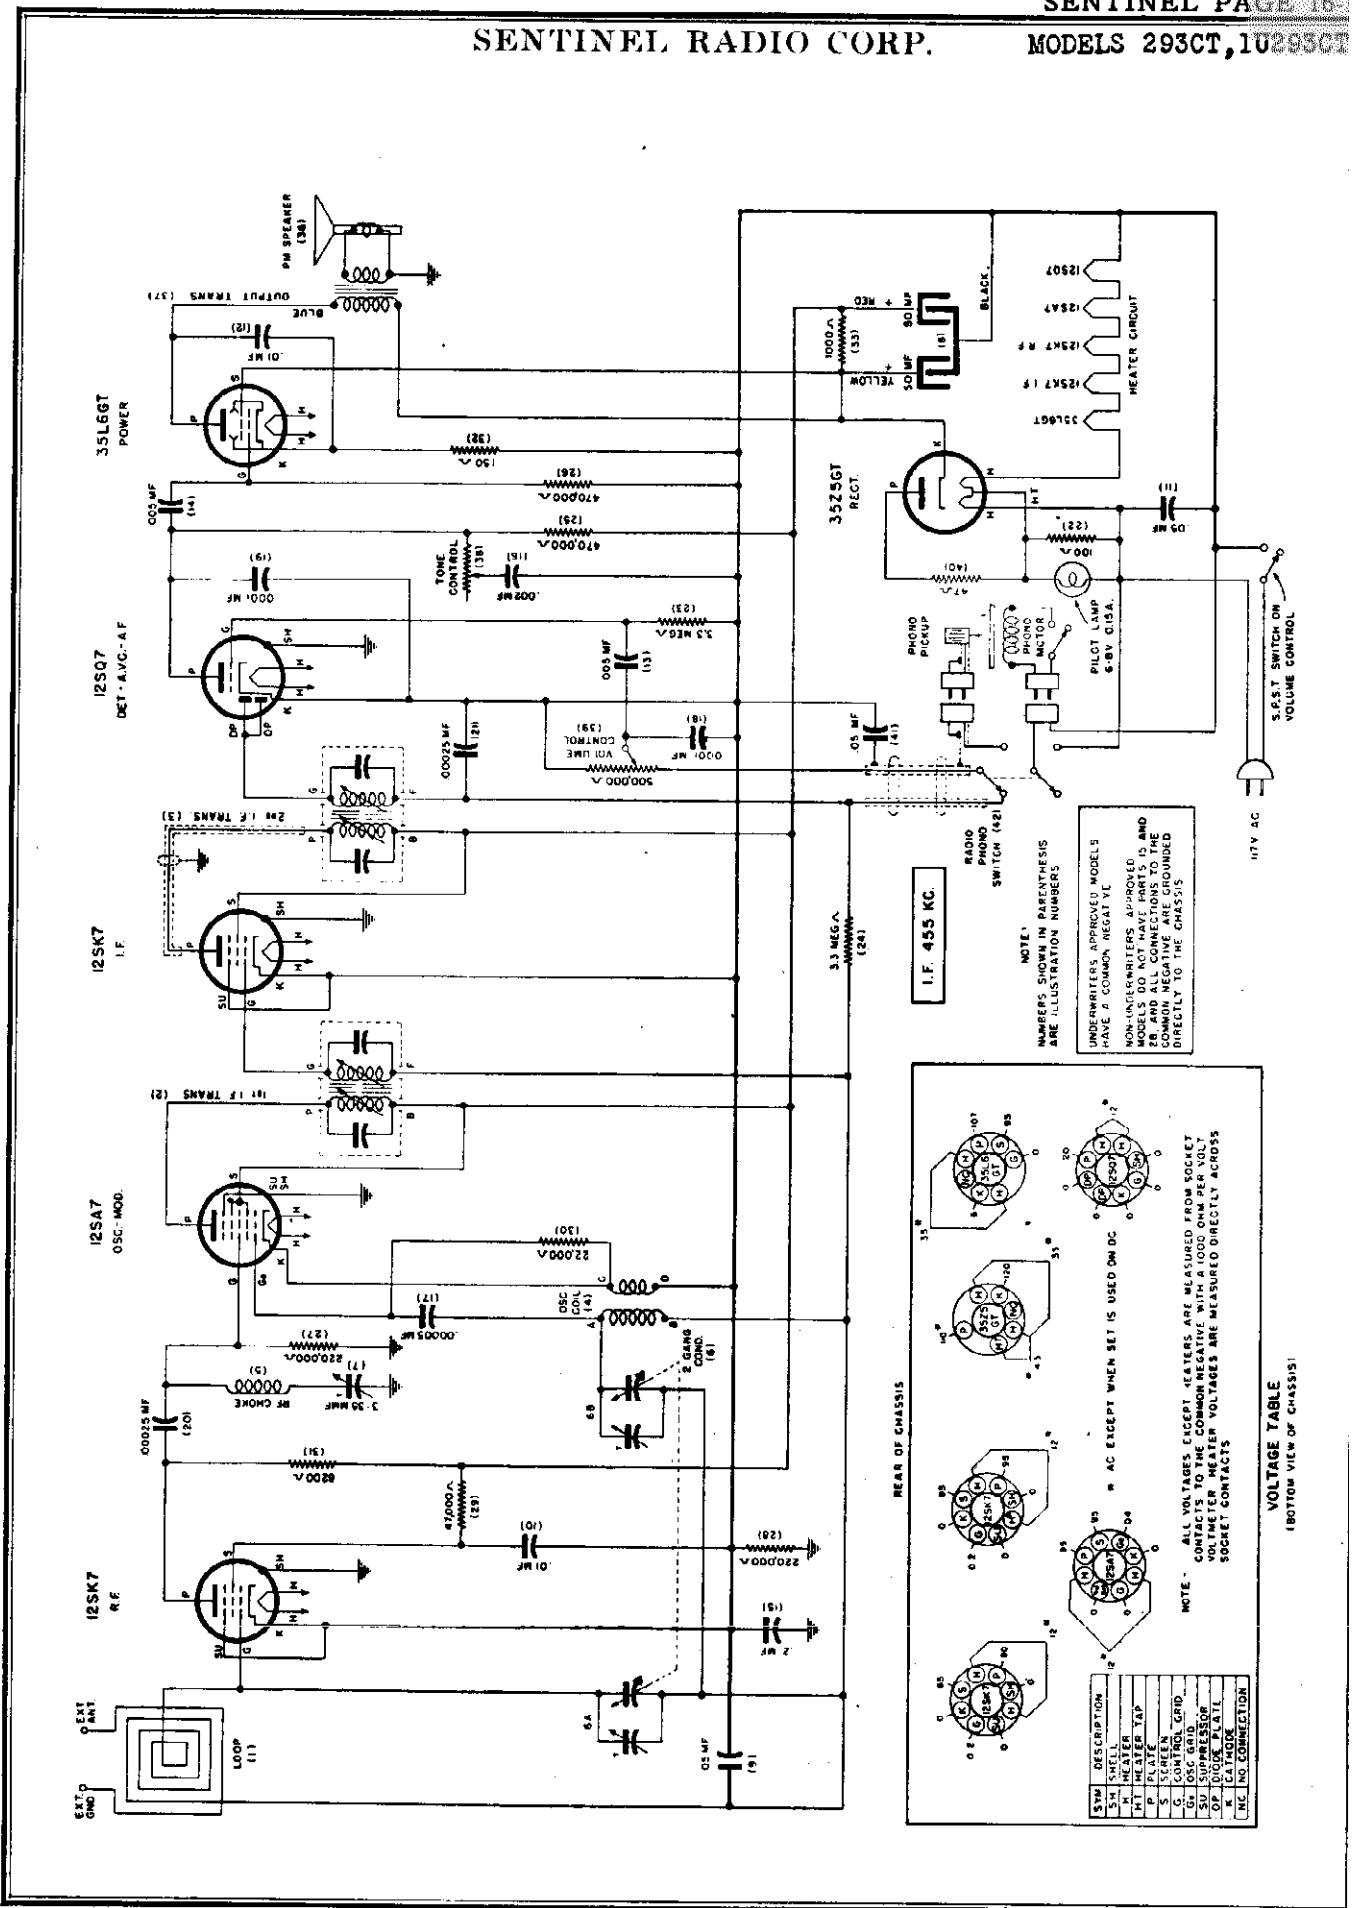 SENTINEL PAGE
SENTINEL RADIO CORP.
MODELS 293CT,
EXT. GND
EXT ANT.
LOOP
(1)
12SK7
R.F.
12SA7
OSC.-MOD.
12SK7
I.F.
12SQ7
DET-A.V.C.-A F
35L6GT
POWER
PM SPEAKER
(36)
OUTPUT TRANS (37)
BLUE
.01 MF
(12)
.005 MF
(14)
.0001 MF
(19)
150
(32)
470,000
(26)
470,000
(25)
TONE CONTROL
(38)
.002MF
(16)
3.3 MEG
(23)
.005 MF
(13)
VOLUME CONTROL
(39)
500,000
.0001 MF
(18)
.00025 MF
(21)
2nd I.F. TRANS. (3)
1st I.F. TRANS (2)
22,000
(30)
OSC COIL
(4)
.00005MF
(17)
220,000
(27)
RF CHOKE
(5)
3-35 MMF
(7)
2 GANG COND.
(6)
6B
6A
.00025 MF
(20)
8200
(31)
47,000
(29)
.01 MF
(10)
220,000
(28)
.2 MF
(15)
.05 MF
(9)
3.3 MEG
(24)
.05 MF
(41)
1000
(33)
RED
YELLOW
50 MF
50 MF
(8)
BLACK
35Z5GT
RECT.
47
(40)
100
(22)
.05 MF
(11)
35L6GT
12SK7 I F
12SK7 R F
12SA7
12SQ7
HEATER CIRCUIT
PHONO PICKUP
PHONO MOTOR
PILOT LAMP
6-8V 0.15A.
S.P.S.T SWITCH ON
VOLUME CONTROL
117V AC
RADIO
PHONO
SWITCH (42)
I.F. 455 KC.
NOTE:
NUMBERS SHOWN IN PARENTHESIS
ARE ILLUSTRATION NUMBERS
UNDERWRITERS APPROVED MODELS
HAVE A COMMON NEGATIVE
NON-UNDERWRITERS APPROVED
MODELS DO NOT HAVE PARTS 15 AND
28, AND ALL CONNECTIONS TO THE
COMMON NEGATIVE ARE GROUNDED
DIRECTLY TO THE CHASSIS
REAR OF CHASSIS
12SK7
12SK7
35Z5 GT
35L6 GT
12SA7
12SQ7
* AC EXCEPT WHEN SET IS USED ON DC
NOTE - ALL VOLTAGES EXCEPT HEATERS ARE MEASURED FROM SOCKET
CONTACTS TO THE COMMON NEGATIVE WITH A 1000 OHM PER VOLT
VOLTMETER HEATER VOLTAGES ARE MEASURED DIRECTLY ACROSS
SOCKET CONTACTS
SYM DESCRIPTION
SH SHELL
H HEATER
HT HEATER TAP
P PLATE
S SCREEN
G CONTROL GRID
Go OSC GRID
SU SUPPRESSOR
DP DIODE PLATE
K CATHODE
NC NO CONNECTION
VOLTAGE TABLE
(BOTTOM VIEW OF CHASSIS)